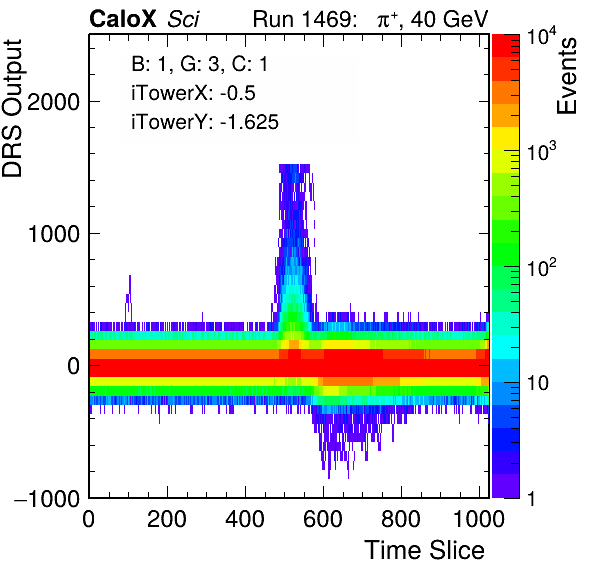 CaloX Sci Run 1469: π⁺, 40 GeV
B: 1, G: 3, C: 1
iTowerX: -0.5
iTowerY: -1.625
DRS Output
2000
1000
0
−1000
0 200 400 600 800 1000
Time Slice
Events
10⁴
10³
10²
10
1